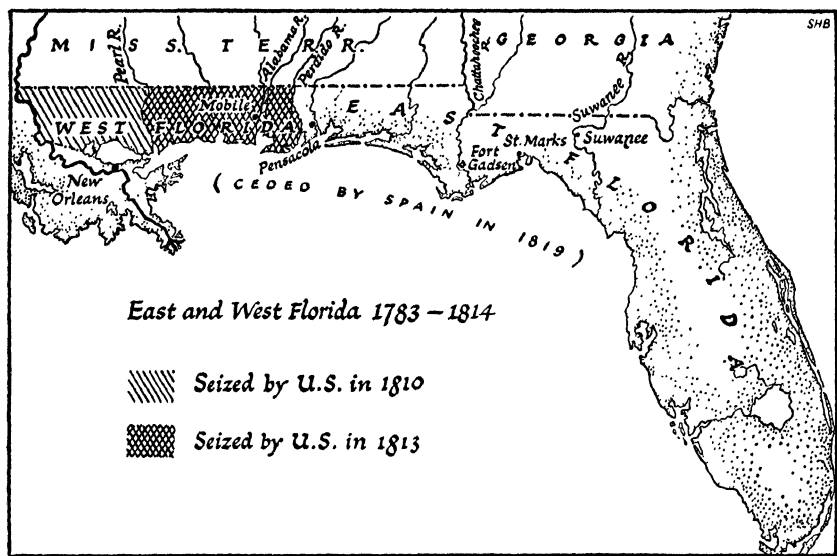 SHB
MISS. TERR.
GEORGIA
Pearl R.
Alabama R.
Perdido R.
Chattahoochey R.
Suwanee R.
Mobile
WEST FLORIDA
EAST FLORIDA
Pensacola
St. Marks
Suwanee
Fort Gadsen
New Orleans
(CEDED BY SPAIN IN 1819)
East and West Florida 1783–1814
Seized by U.S. in 1810
Seized by U.S. in 1813